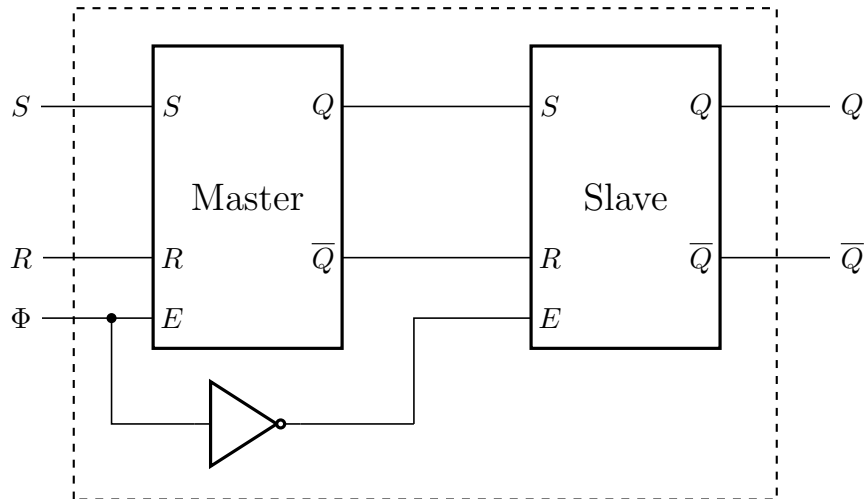 S S Q S Q Q
Master Slave
R R Q̅ R Q̅ Q̅
Φ E E